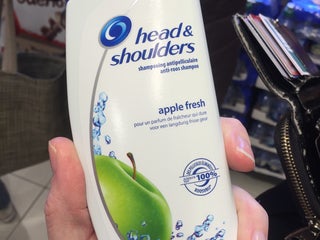 head &
shoulders
shampooing antipelliculaire
anti-roos shampoo
apple fresh
pour un parfum de fraîcheur qui dure
voor een langdurig frisse geur
100%